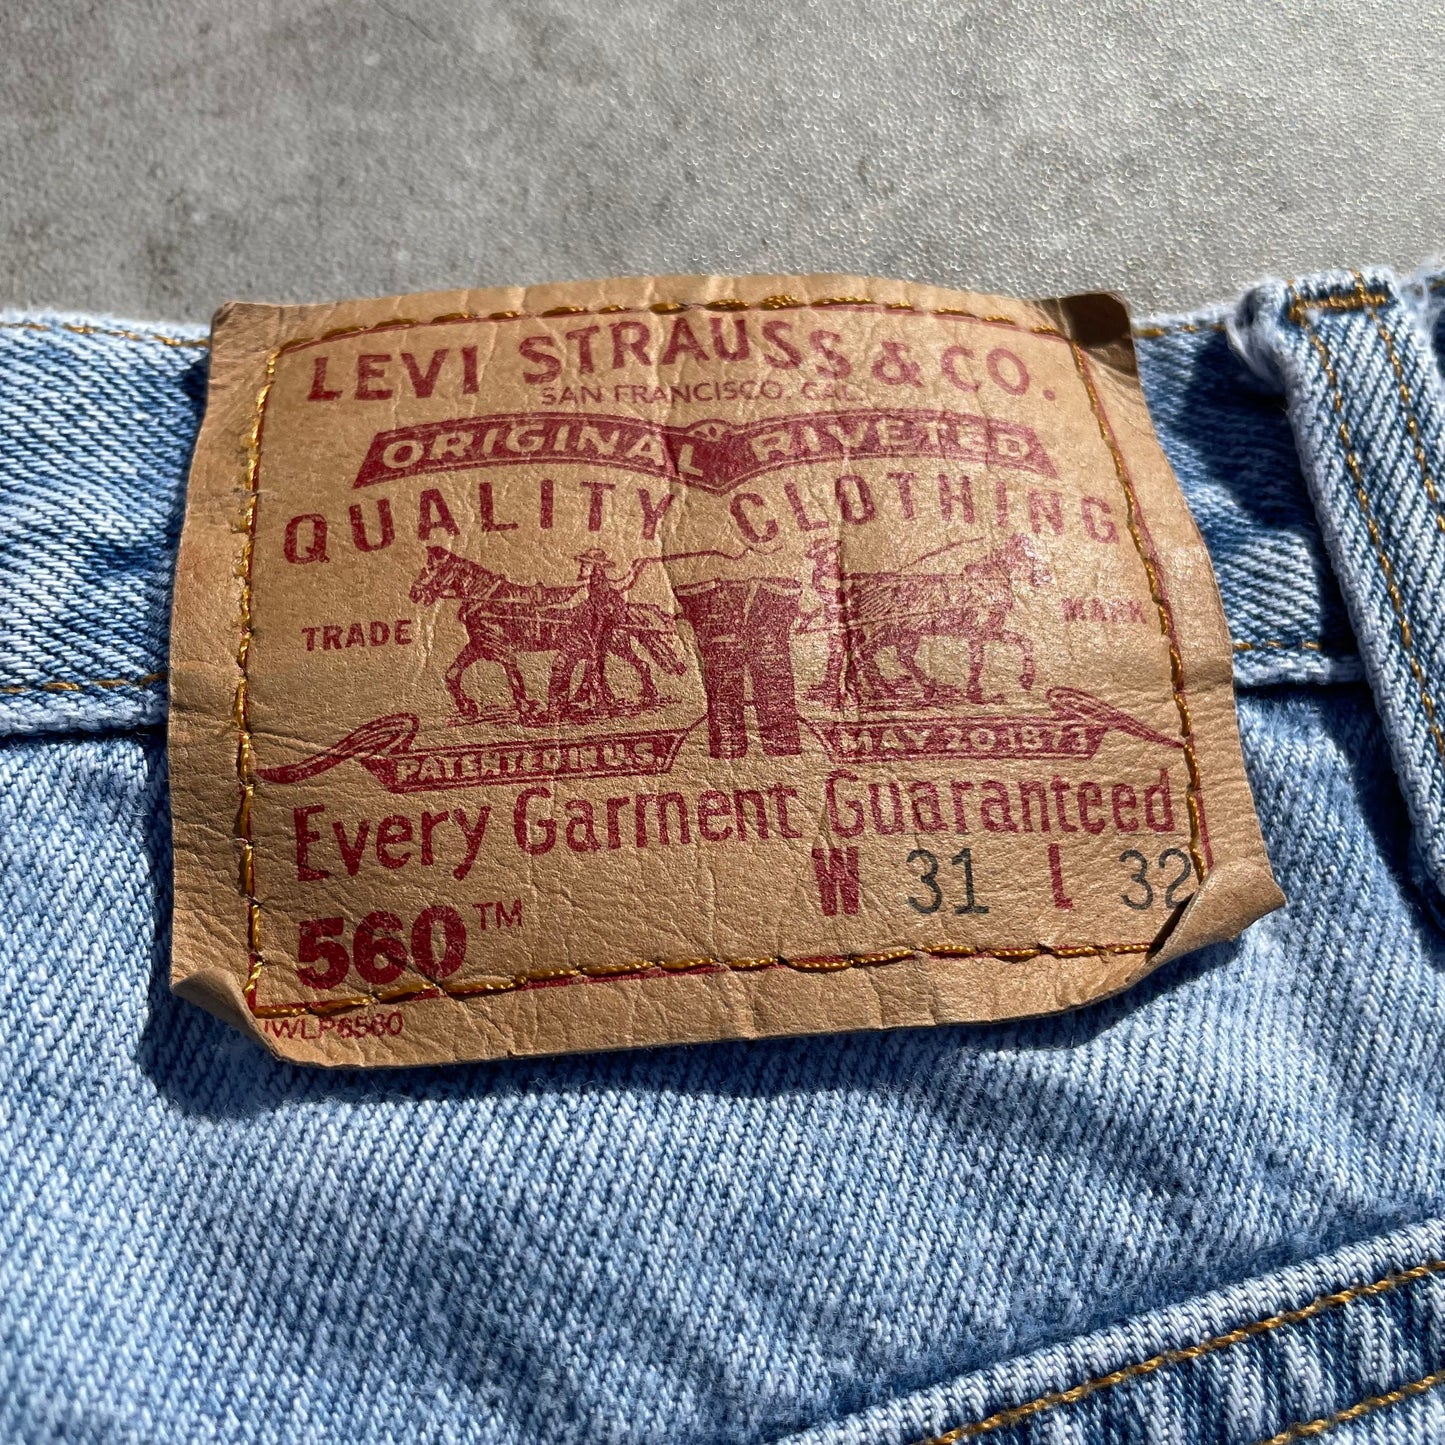 LEVI STRAUSS & CO.
SAN FRANCISCO, CAL.
ORIGINAL RIVETED
QUALITY CLOTHING
TRADE MARK
PATENTED IN U.S. MAY 20 1873
Every Garment Guaranteed
W 31 L 32
560™
WLP6560